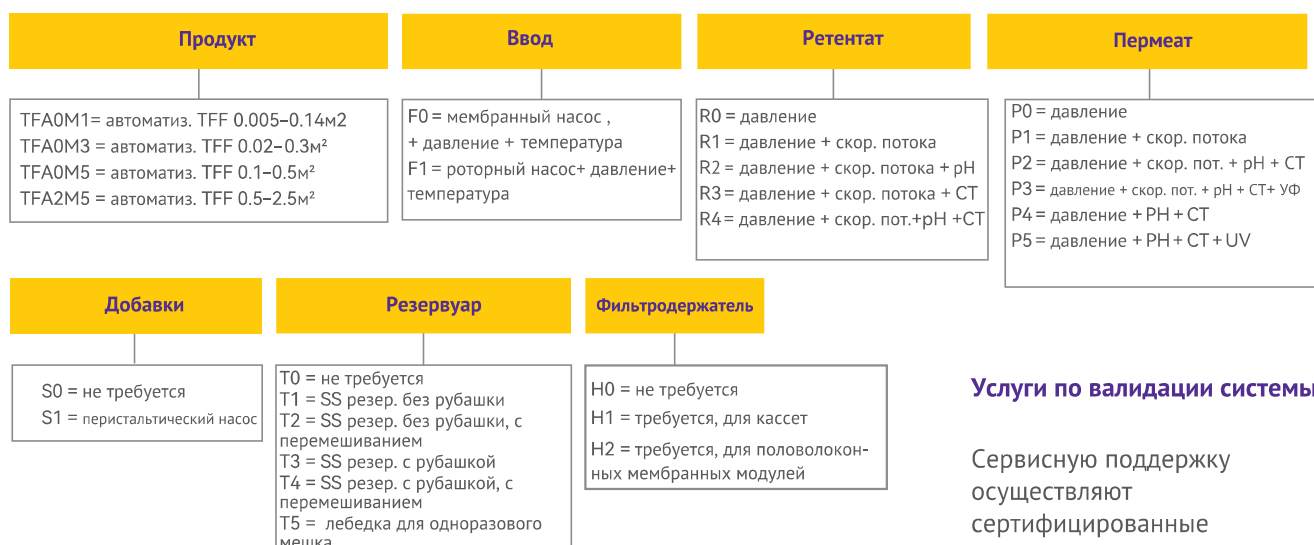 Продукт
TFA0M1= автоматиз. TFF 0.005–0.14м2
TFA0M3 = автоматиз. TFF 0.02–0.3м²
TFA0M5 = автоматиз. TFF 0.1–0.5м²
TFA2M5 = автоматиз. TFF 0.5–2.5м²
Ввод
F0 = мембранный насос ,
+ давление + температура
F1 = роторный насос+ давление+
температура
Ретентат
R0 = давление
R1 = давление + скор. потока
R2 = давление + скор. потока + pH
R3 = давление + скор. потока + CT
R4 = давление + скор. пот.+pH +CT
Пермеат
P0 = давление
P1 = давление + скор. потока
P2 = давление + скор. пот. + pH + CT
P3 = давление + скор. пот. + pH + CT+ УФ
P4 = давление + PH + CT
P5 = давление + PH + CT + UV
Добавки
S0 = не требуется
S1 = перистальтический насос
Резервуар
T0 = не требуется
T1 = SS резер. без рубашки
T2 = SS резер. без рубашки, с
перемешиванием
T3 = SS резер. с рубашкой
T4 = SS резер. с рубашкой, с
перемешиванием
T5 = лебедка для одноразового
мешка
Фильтродержатель
H0 = не требуется
H1 = требуется, для кассет
H2 = требуется, для половолокон-
ных мембранных модулей
Услуги по валидации системы
Сервисную поддержку
осуществляют
сертифицированные